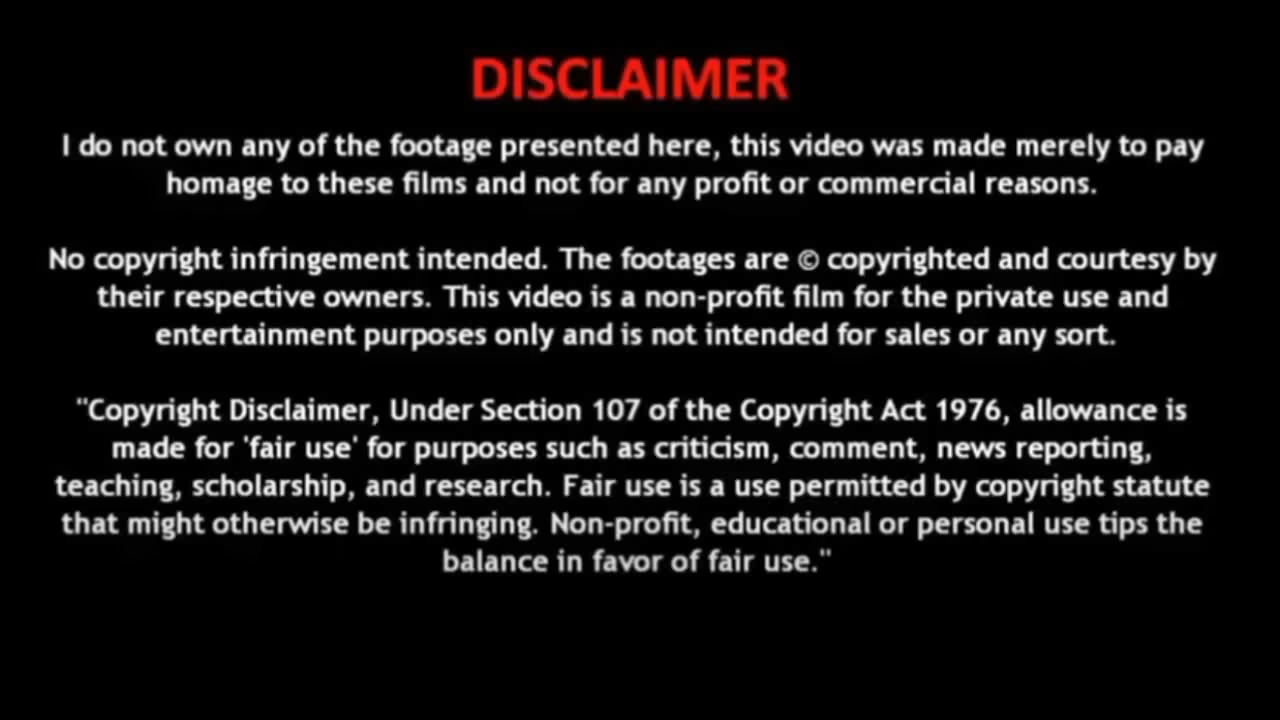 DISCLAIMER
I do not own any of the footage presented here, this video was made merely to pay
homage to these films and not for any profit or commercial reasons.
No copyright infringement intended. The footages are © copyrighted and courtesy by
their respective owners. This video is a non-profit film for the private use and
entertainment purposes only and is not intended for sales or any sort.
"Copyright Disclaimer, Under Section 107 of the Copyright Act 1976, allowance is
made for 'fair use' for purposes such as criticism, comment, news reporting,
teaching, scholarship, and research. Fair use is a use permitted by copyright statute
that might otherwise be infringing. Non-profit, educational or personal use tips the
balance in favor of fair use."